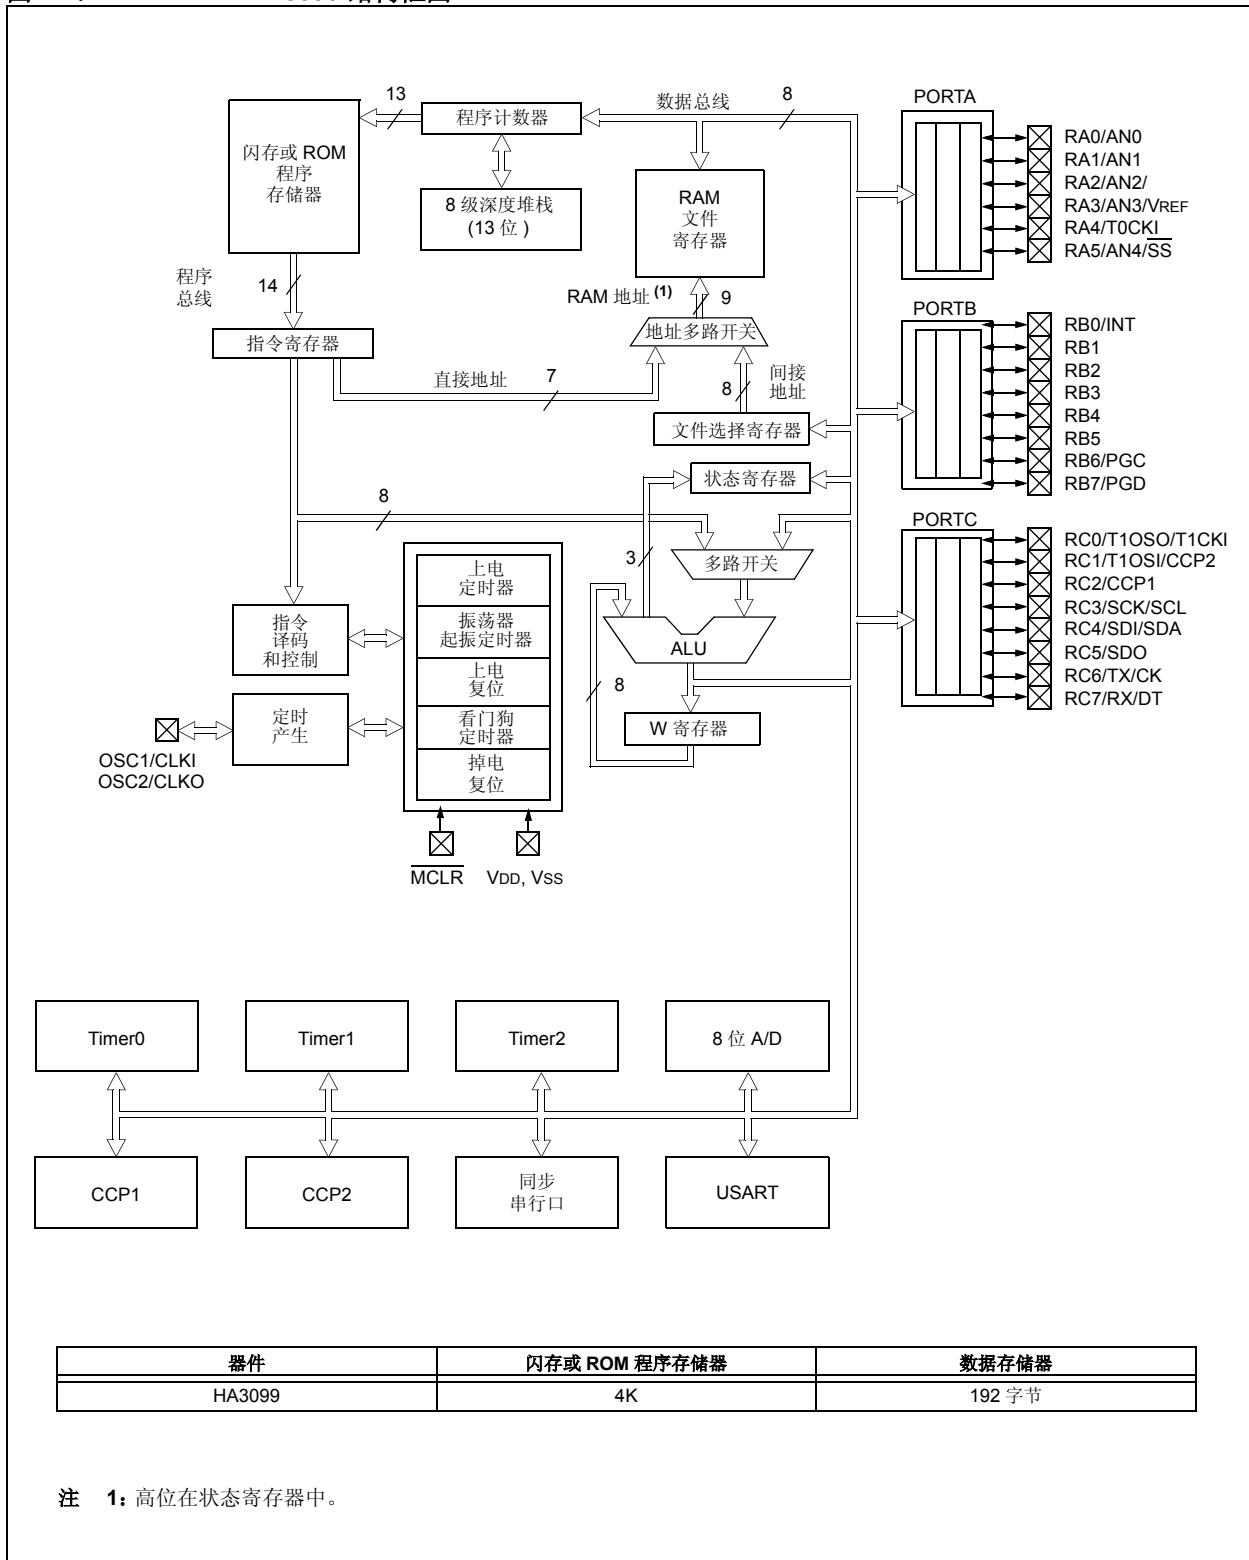 13
程序计数器
数据总线
8
PORTA
闪存或 ROM
程序
存储器
8 级深度堆栈
(13 位 )
RAM
文件
寄存器
RA0/AN0
RA1/AN1
RA2/AN2/
RA3/AN3/VREF
RA4/T0CKI
RA5/AN4/SS
程序
总线
14
RAM 地址 (1)
9
地址多路开关
指令寄存器
直接地址
7
8
间接
地址
文件选择寄存器
状态寄存器
PORTB
RB0/INT
RB1
RB2
RB3
RB4
RB5
RB6/PGC
RB7/PGD
8
3
多路开关
ALU
8
W 寄存器
PORTC
RC0/T1OSO/T1CKI
RC1/T1OSI/CCP2
RC2/CCP1
RC3/SCK/SCL
RC4/SDI/SDA
RC5/SDO
RC6/TX/CK
RC7/RX/DT
指令
译码
和控制
定时
产生
OSC1/CLKI
OSC2/CLKO
上电
定时器
振荡器
起振定时器
上电
复位
看门狗
定时器
掉电
复位
MCLR
VDD, VSS
Timer0
Timer1
Timer2
8 位 A/D
CCP1
CCP2
同步
串行口
USART
器件 闪存或 ROM 程序存储器 数据存储器
HA3099 4K 192 字节
注 1: 高位在状态寄存器中。